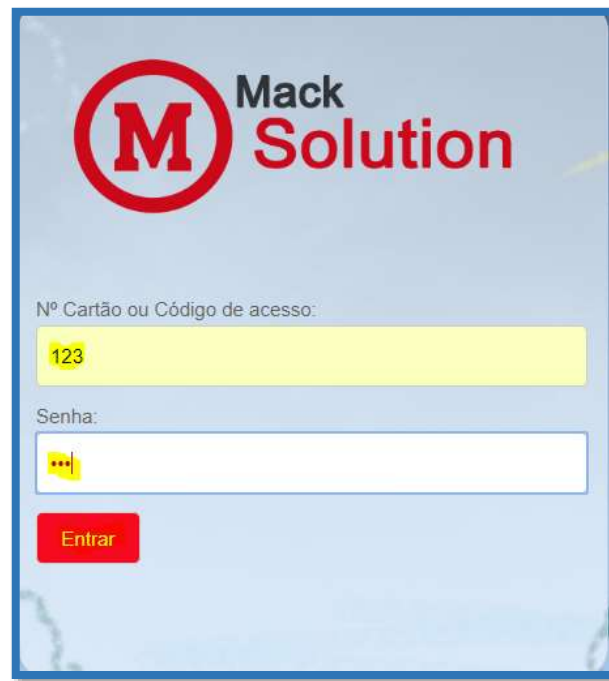 M
Mack
Solution
Nº Cartão ou Código de acesso:
123
Senha:
•••
Entrar